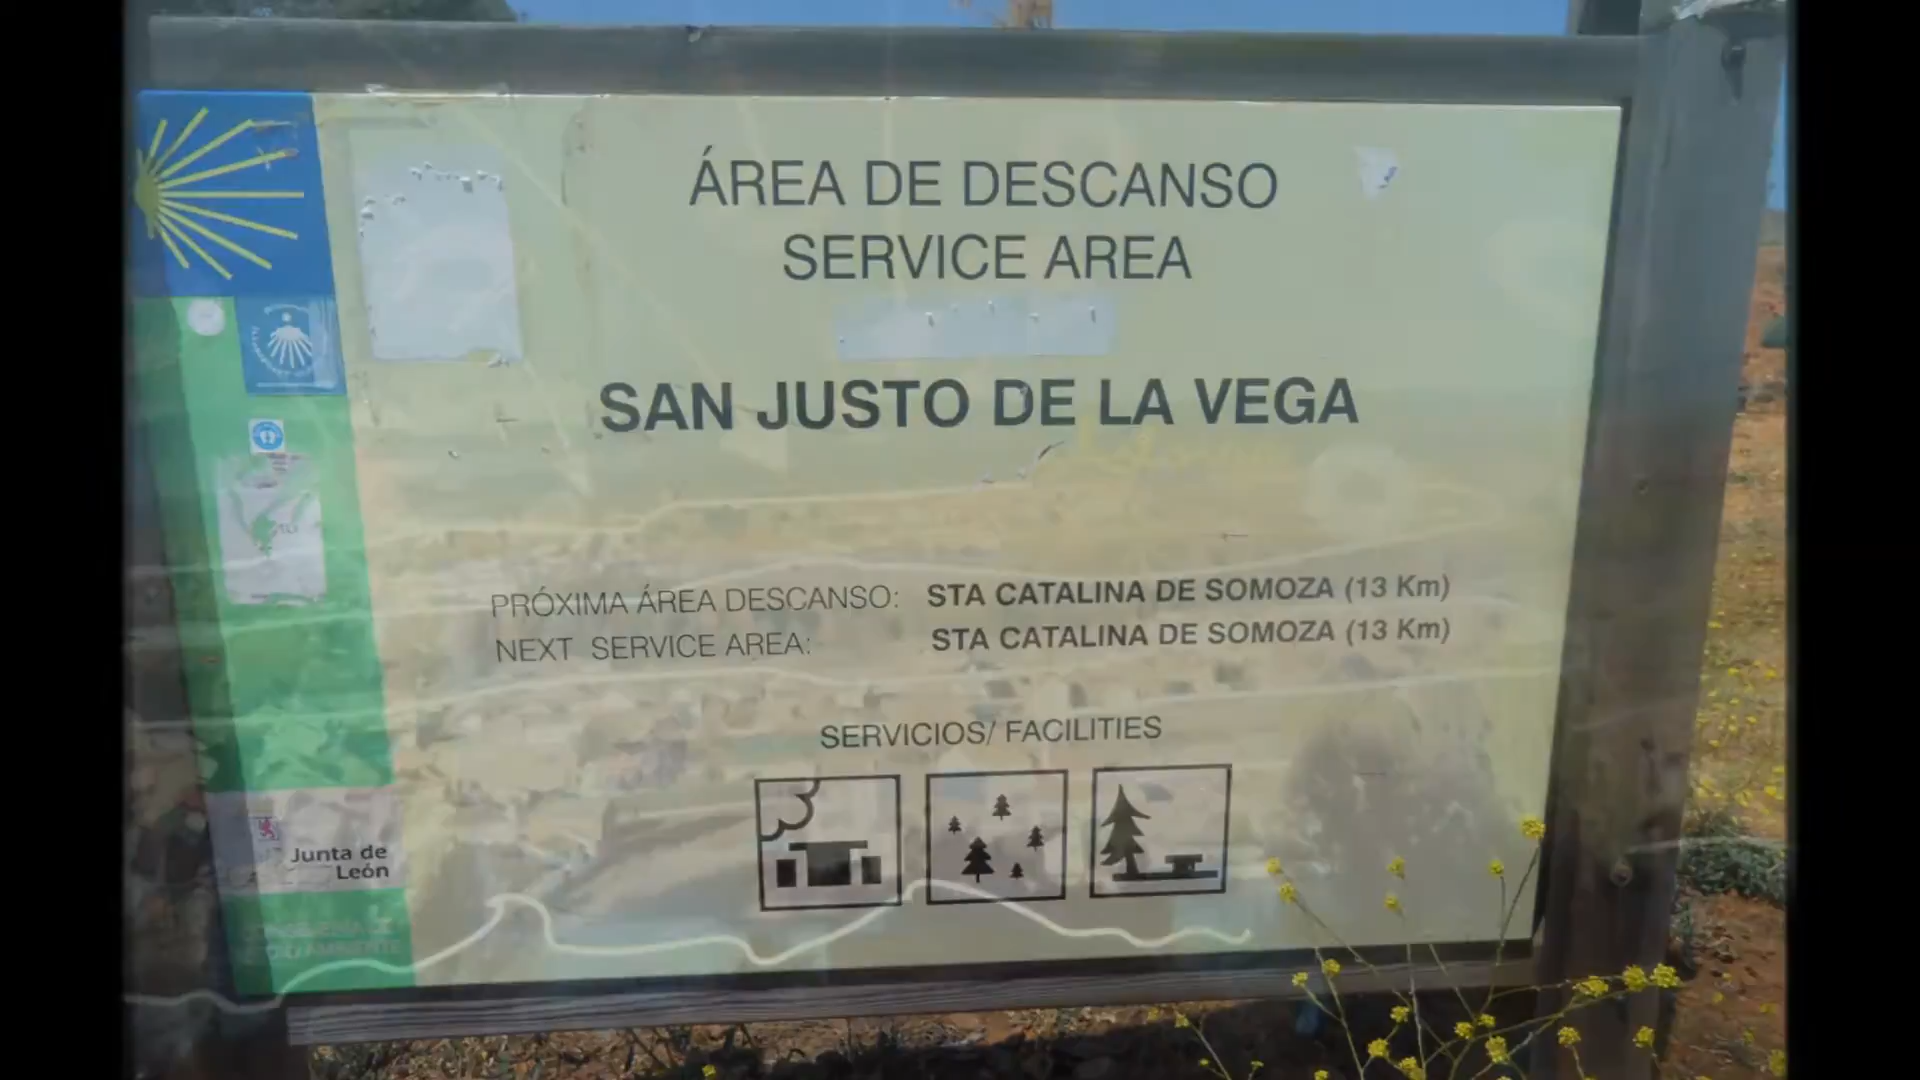 ÁREA DE DESCANSO
SERVICE AREA
SAN JUSTO DE LA VEGA
PRÓXIMA ÁREA DESCANSO: STA CATALINA DE SOMOZA (13 Km)
NEXT SERVICE AREA: STA CATALINA DE SOMOZA (13 Km)
SERVICIOS/ FACILITIES
Junta de
León